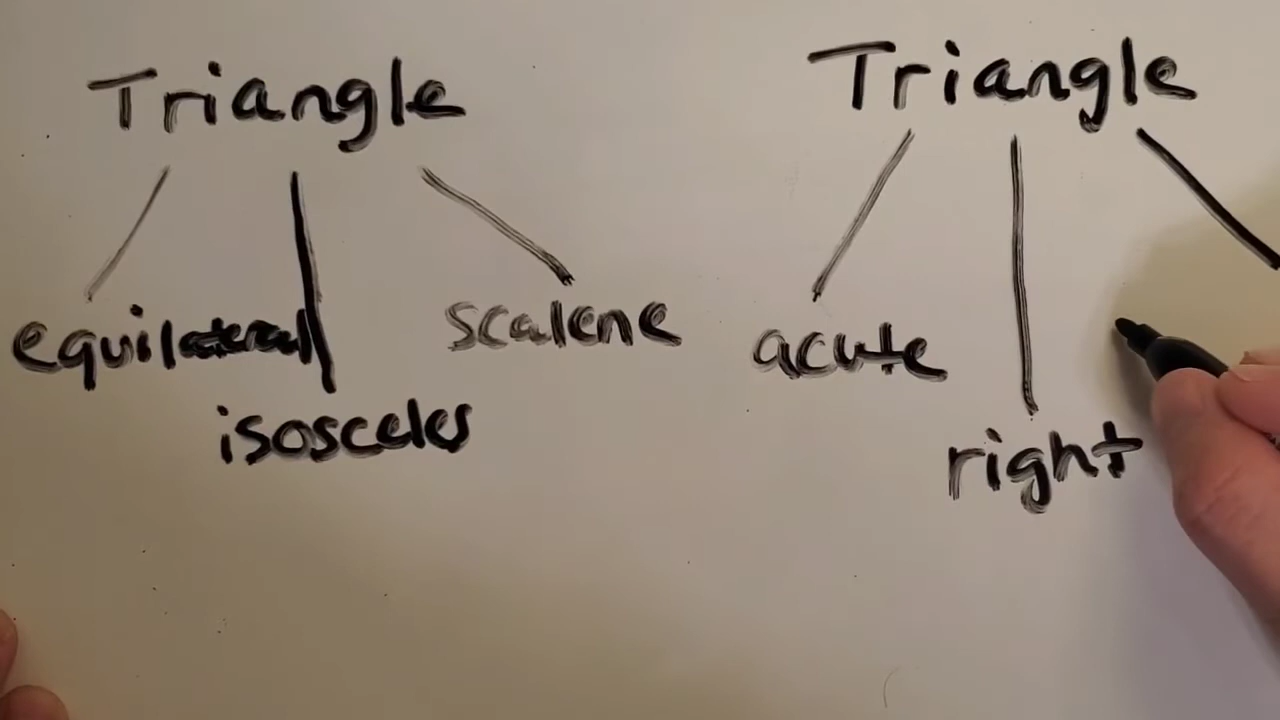 Triangle
equilateral
isosceles
scalene
Triangle
acute
right